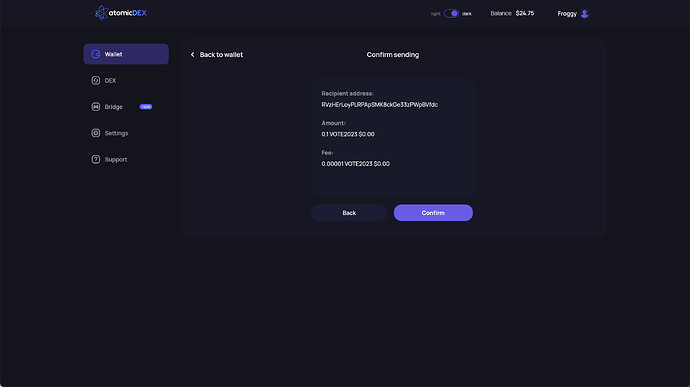 atomicDEX
light dark
Balance $24.75
Froggy
Wallet
DEX
Bridge new
Settings
Support
Back to wallet
Confirm sending
Recipient address:
RVzHErLoyPLRPApSMK8ckGe33zPWpBVfdc
Amount:
0.1 VOTE2023 $0.00
Fee:
0.00001 VOTE2023 $0.00
Back
Confirm